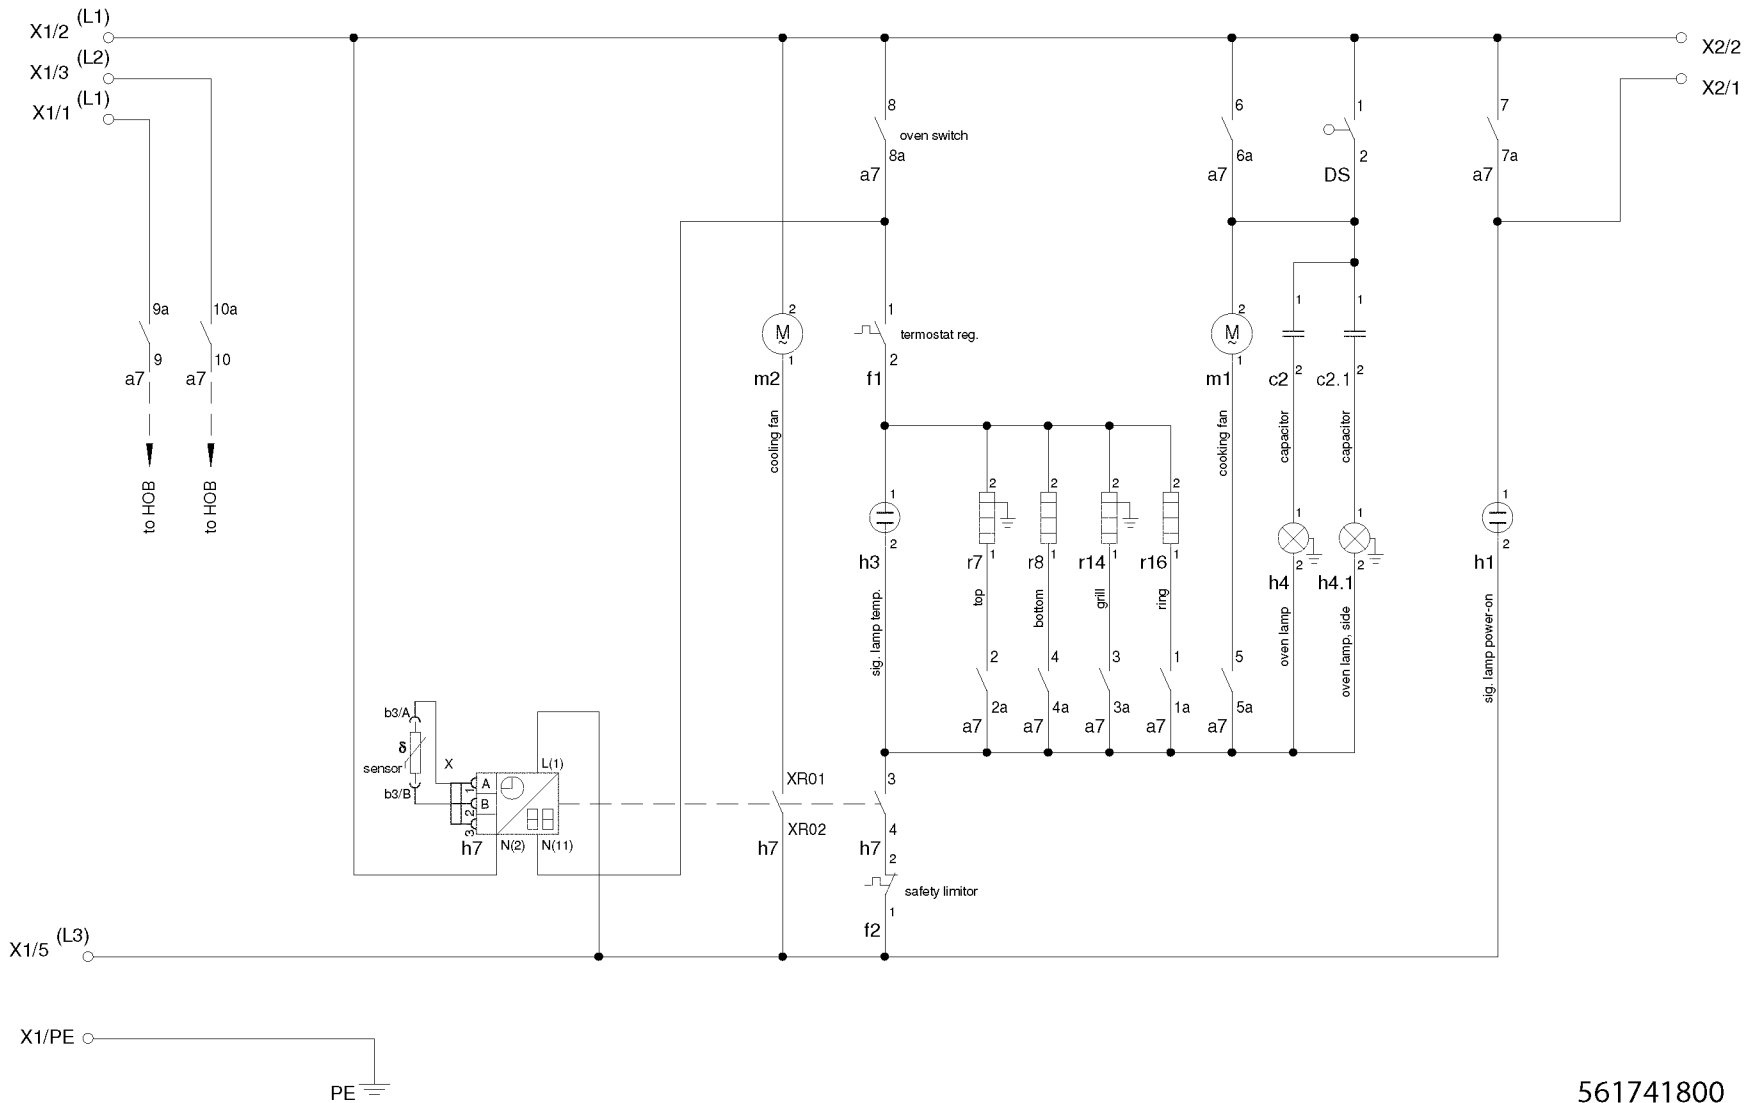 X1/2 (L1)
X1/3 (L2)
X1/1 (L1)
X2/2
X2/1
8
oven switch
8a
a7
6
6a
a7
1
2
DS
7
7a
a7
9a
9
a7
10a
10
a7
to HOB
to HOB
2
M
~
1
m2
cooling fan
1
termostat reg.
2
f1
2
M
~
1
m1
cooking fan
1
2
c2
capacitor
1
2
c2.1
capacitor
1
2
h3
sig. lamp temp.
2
1
r7
top
2
1
r8
bottom
2
1
r14
grill
2
1
r16
ring
1
2
h4
oven lamp
1
2
h4.1
oven lamp, side
1
2
h1
sig. lamp power-on
2
2a
a7
4
4a
a7
3
3a
a7
1
1a
a7
5
5a
a7
b3/A
δ
sensor
b3/B
X
L(1)
A
1
B
2
3
h7
N(2)
N(11)
XR01
XR02
h7
3
4
h7
2
safety limitor
1
f2
X1/5 (L3)
X1/PE
PE
561741800